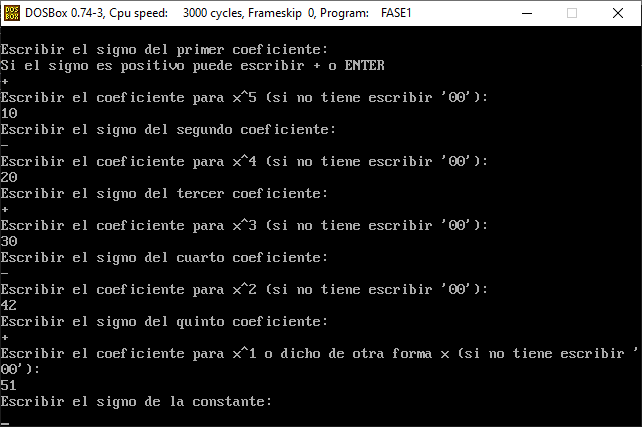 DOSBox 0.74-3, Cpu speed: 3000 cycles, Frameskip 0, Program: FASE1
Escribir el signo del primer coeficiente:
Si el signo es positivo puede escribir + o ENTER
+
Escribir el coeficiente para x^5 (si no tiene escribir '00'):
10
Escribir el signo del segundo coeficiente:
-
Escribir el coeficiente para x^4 (si no tiene escribir '00'):
20
Escribir el signo del tercer coeficiente:
+
Escribir el coeficiente para x^3 (si no tiene escribir '00'):
30
Escribir el signo del cuarto coeficiente:
-
Escribir el coeficiente para x^2 (si no tiene escribir '00'):
42
Escribir el signo del quinto coeficiente:
+
Escribir el coeficiente para x^1 o dicho de otra forma x (si no tiene escribir '
00'):
51
Escribir el signo de la constante:
_